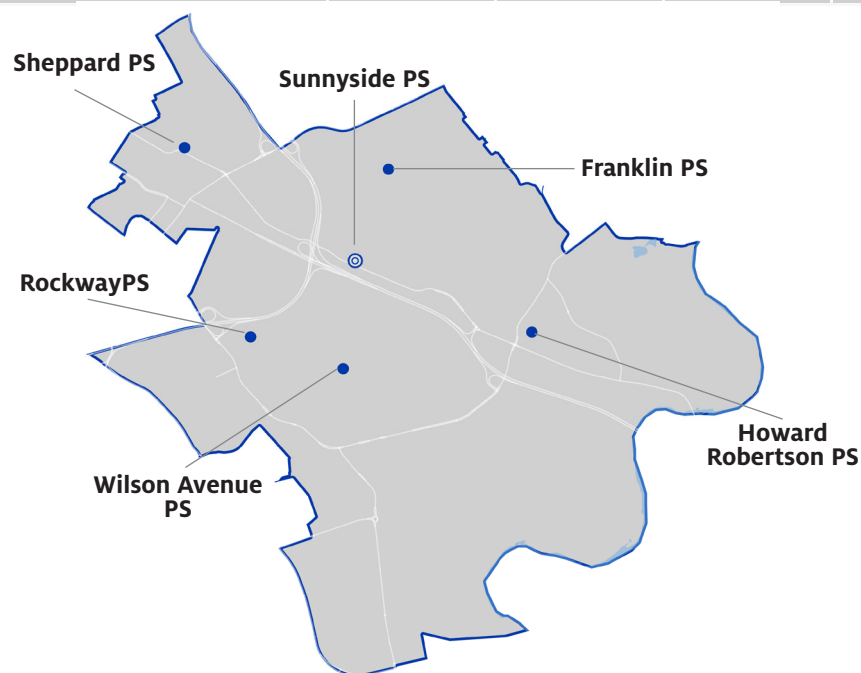 Sheppard PS
Sunnyside PS
Franklin PS
RockwayPS
Howard
Robertson PS
Wilson Avenue
PS